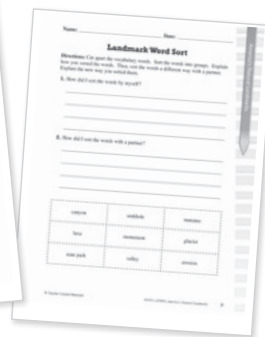 Name: Date:
Landmark Word Sort
Directions: Cut apart the vocabulary words. Sort the words into groups. Explain
how you sorted the words. Then, sort the words a different way with a partner.
Explain the new way you sorted them.
1. How did I sort the words by myself?
2. How did I sort the words with a partner?
canyon
lava monument glacier
state park valley erosion
© Teacher Created Materials